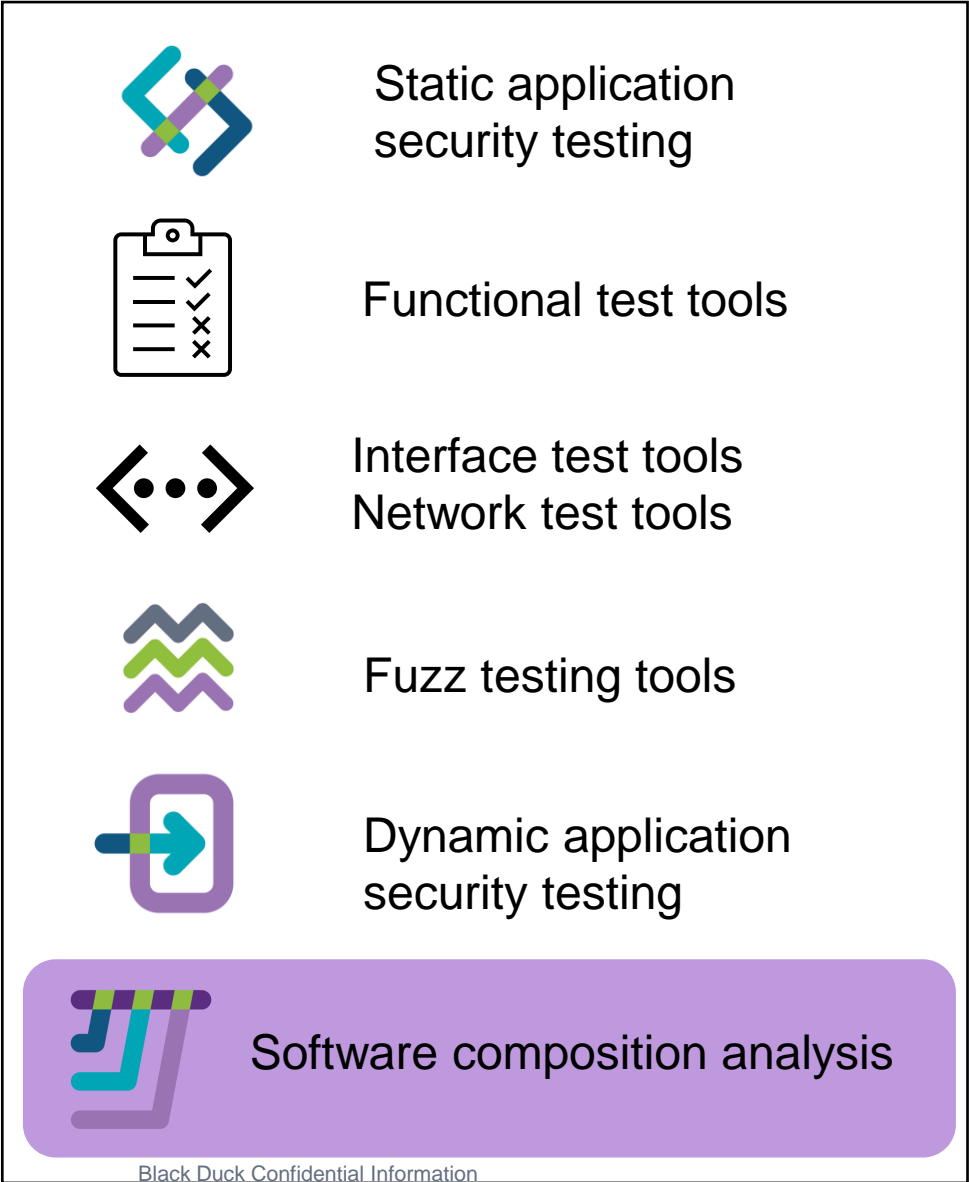 Static application
security testing
Functional test tools
Interface test tools
Network test tools
Fuzz testing tools
Dynamic application
security testing
Software composition analysis
Black Duck Confidential Information